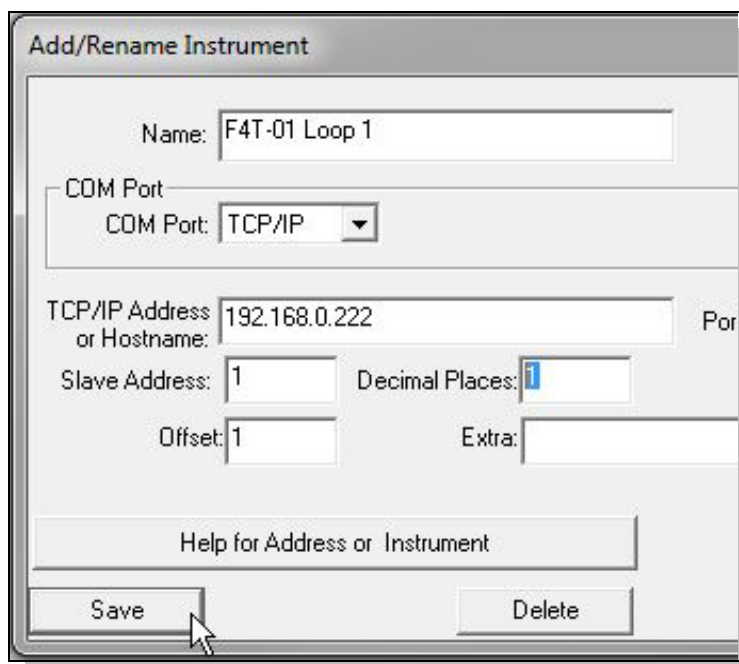 Add/Rename Instrument
Name: F4T-01 Loop 1
COM Port
COM Port: TCP/IP
TCP/IP Address
or Hostname: 192.168.0.222
Por
Slave Address: 1 Decimal Places: 1
Offset: 1 Extra:
Help for Address or Instrument
Save Delete